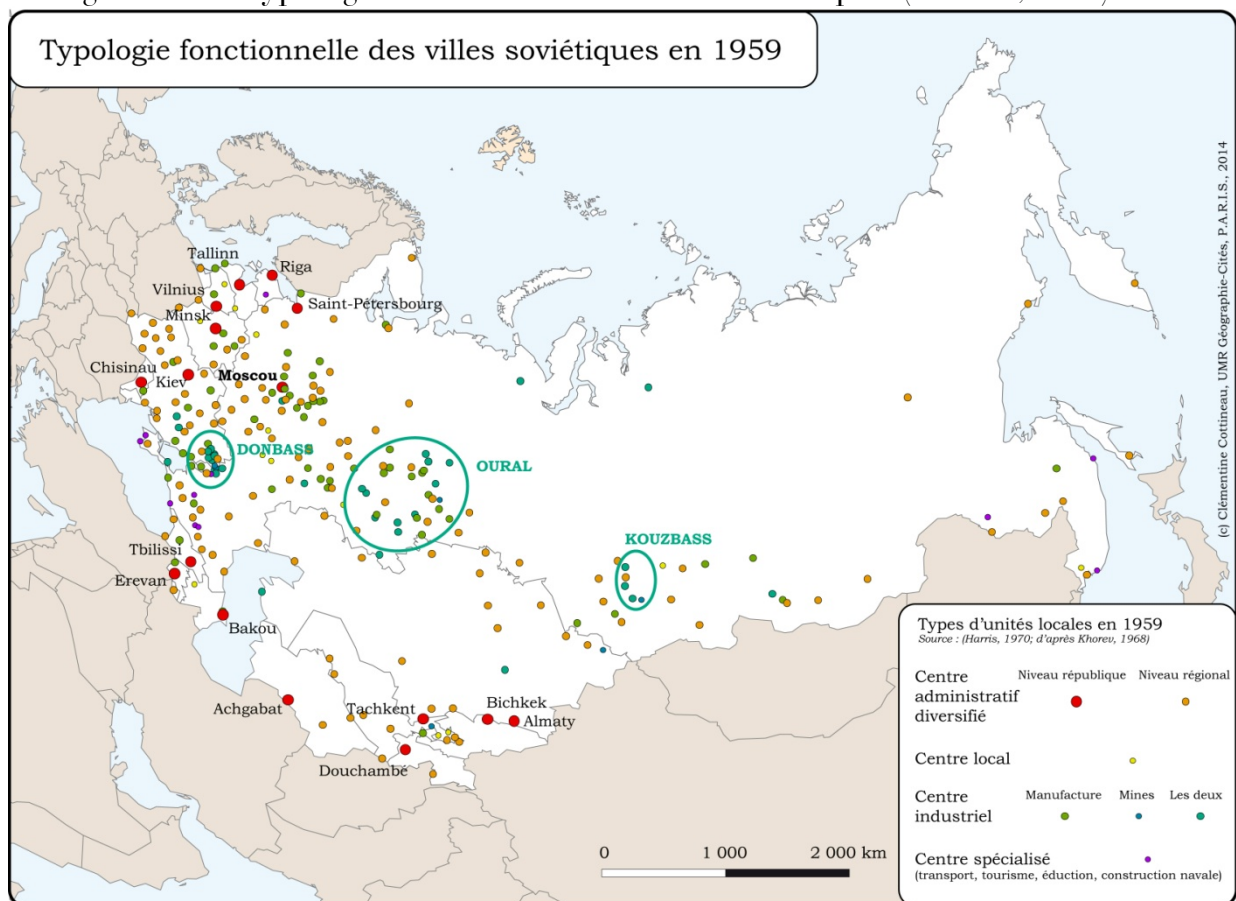 Typologie fonctionnelle des villes soviétiques en 1959
(c) Clémentine Cottineau, UMR Géographie-Cités, P.A.R.I.S., 2014
Tallinn
Riga
Vilnius
Saint-Pétersbourg
Minsk
Chisinau
Kiev
Moscou
DONBASS
OURAL
KOUZBASS
Tbilissi
Erevan
Bakou
Achgabat
Tachkent
Bichkek
Almaty
Douchambé
0 1 000 2 000 km
Types d'unités locales en 1959
Source : (Harris, 1970; d'après Khorev, 1968)
Centre administratif diversifié
Niveau république
Niveau régional
Centre local
Centre industriel
Manufacture
Mines
Les deux
Centre spécialisé
(transport, tourisme, éduction, construction navale)